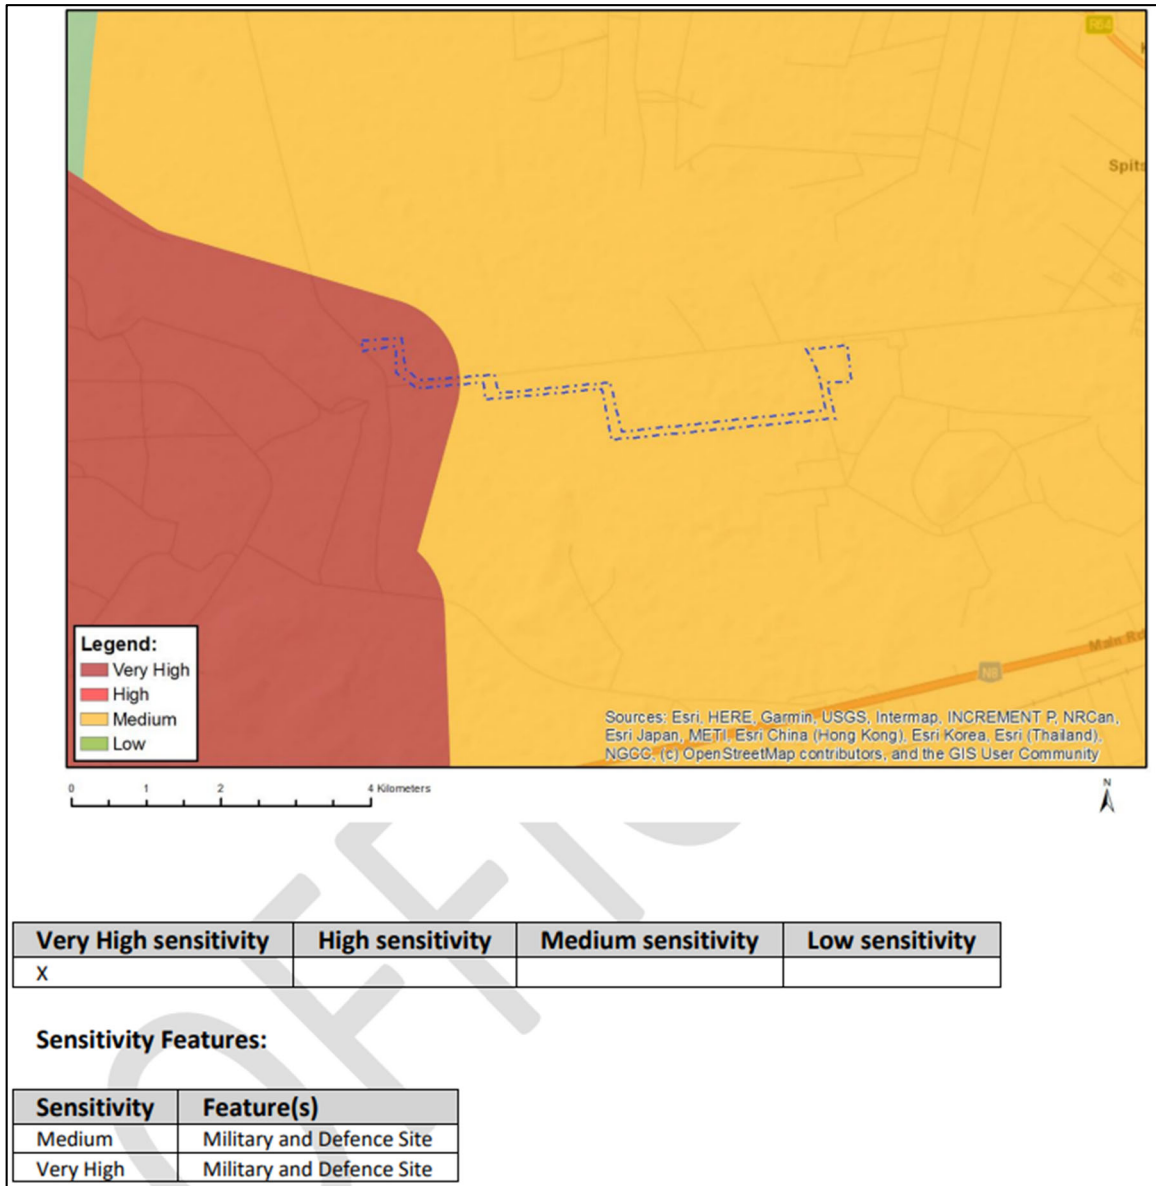 R64
Spits
Main Rd
N8
Legend:
Very High
High
Medium
Low
Sources: Esri, HERE, Garmin, USGS, Intermap, INCREMENT P, NRCan,
Esri Japan, METI, Esri China (Hong Kong), Esri Korea, Esri (Thailand),
NGCC, (c) OpenStreetMap contributors, and the GIS User Community
0 1 2 4 Kilometers
N
Very High sensitivity High sensitivity Medium sensitivity Low sensitivity
X
Sensitivity Features:
Sensitivity Feature(s)
Medium Military and Defence Site
Very High Military and Defence Site